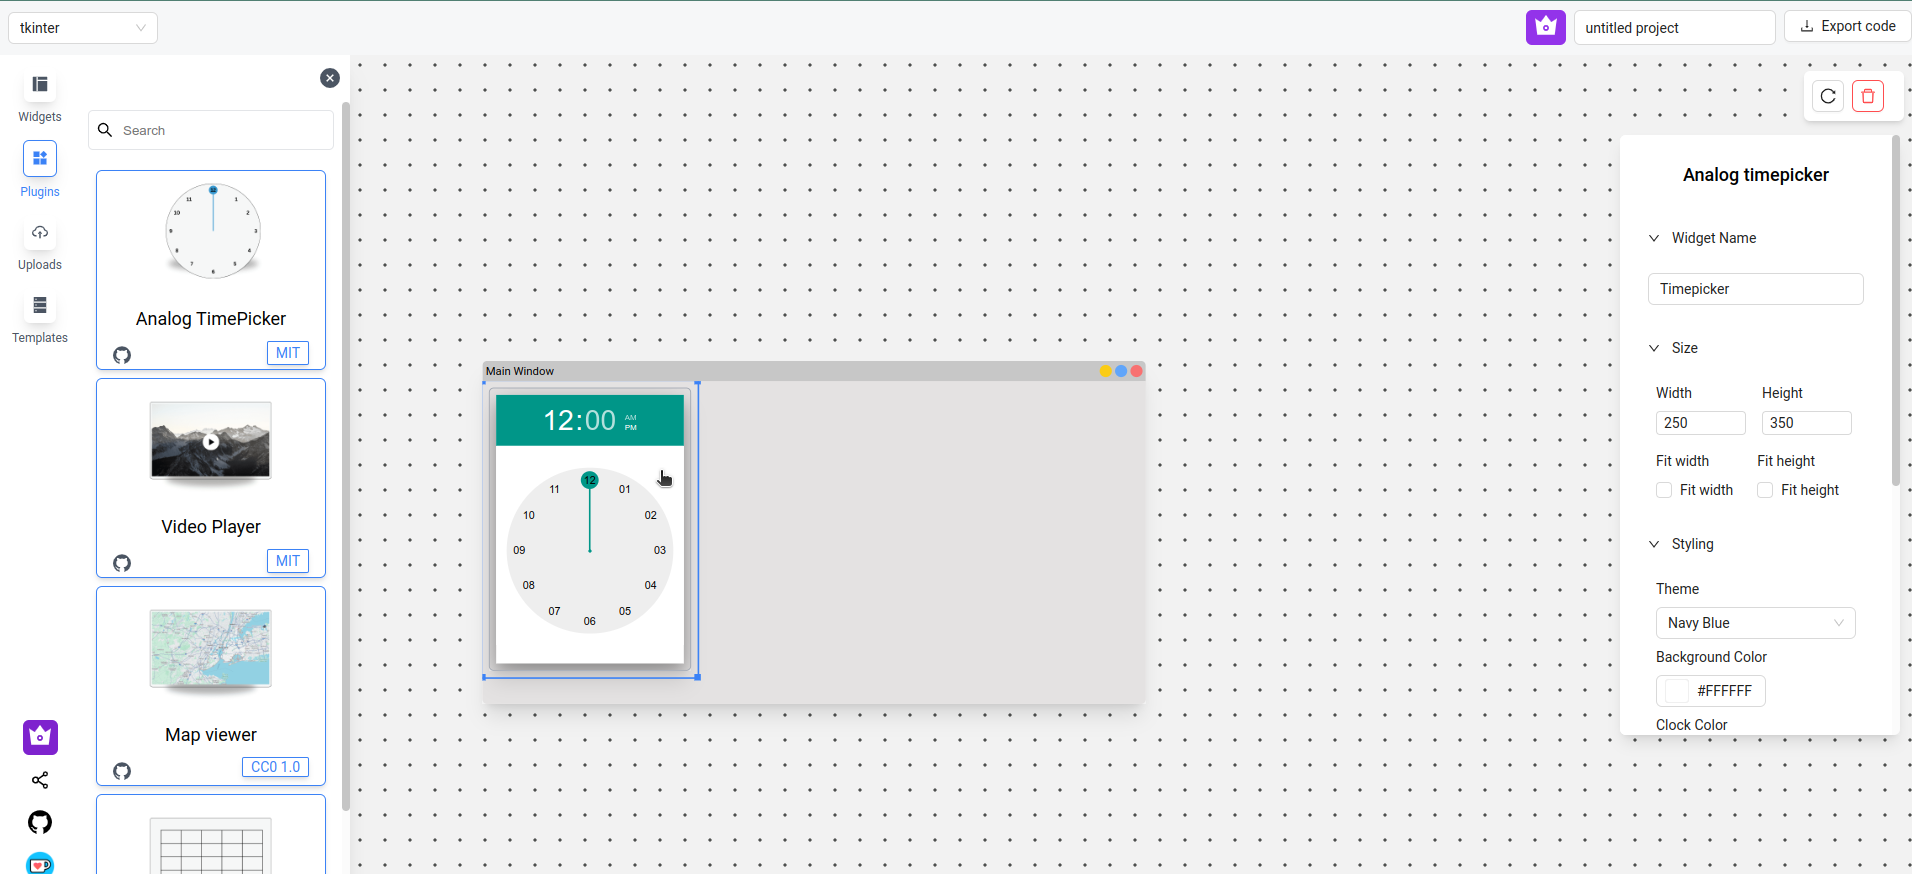 tkinter
untitled project
Export code
Widgets
Plugins
Uploads
Templates
Search
Analog TimePicker
MIT
Video Player
MIT
Map viewer
CC0 1.0
Main Window
12:00
AM
PM
12
01
02
03
04
05
06
07
08
09
10
11
Analog timepicker
Widget Name
Timepicker
Size
Width Height
250 350
Fit width Fit height
Fit width Fit height
Styling
Theme
Navy Blue
Background Color
#FFFFFF
Clock Color